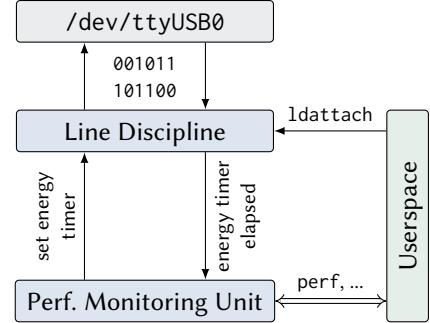 /dev/ttyUSB0
001011
101100
Line Discipline
ldattach
Userspace
set energy
timer
energy timer
elapsed
perf, ...
Perf. Monitoring Unit